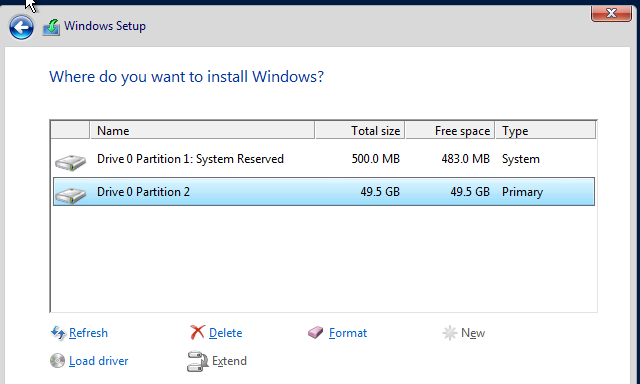 Windows Setup
Where do you want to install Windows?
Name Total size Free space Type
Drive 0 Partition 1: System Reserved 500.0 MB 483.0 MB System
Drive 0 Partition 2 49.5 GB 49.5 GB Primary
Refresh Delete Format New
Load driver Extend